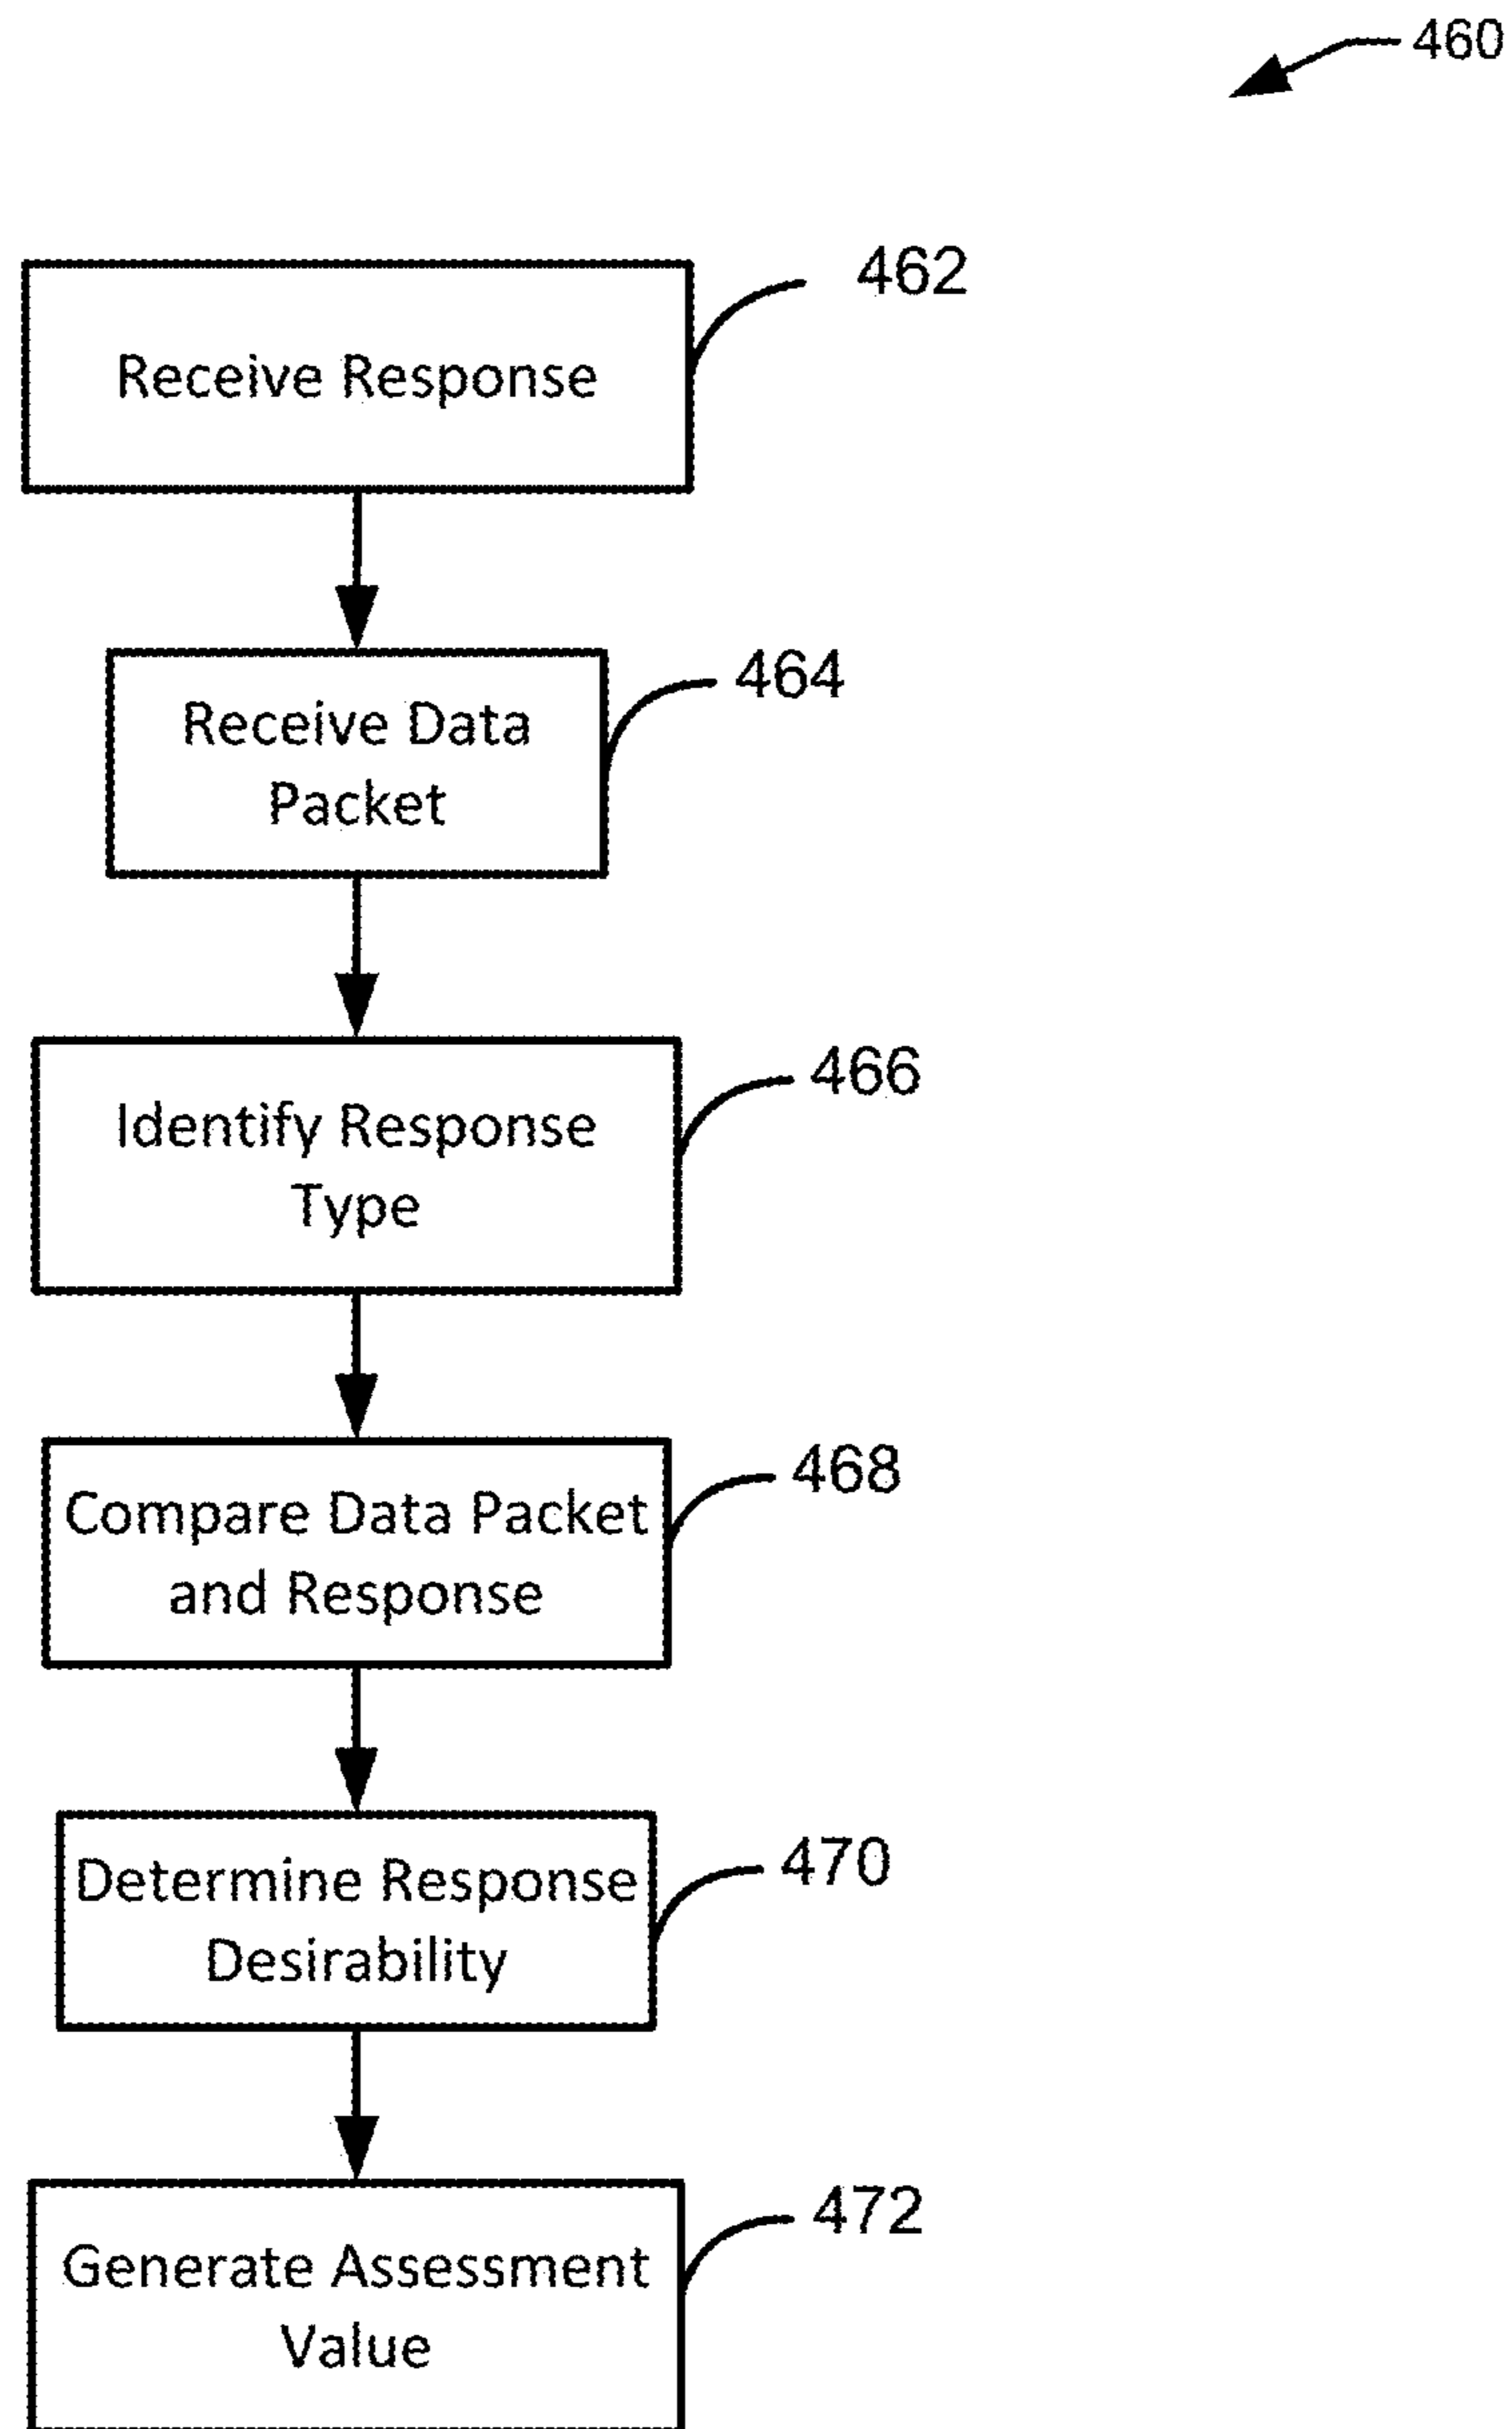 460
462
Receive Response
464
Receive Data
Packet
466
Identify Response
Type
468
Compare Data Packet
and Response
470
Determine Response
Desirability
472
Generate Assessment
Value